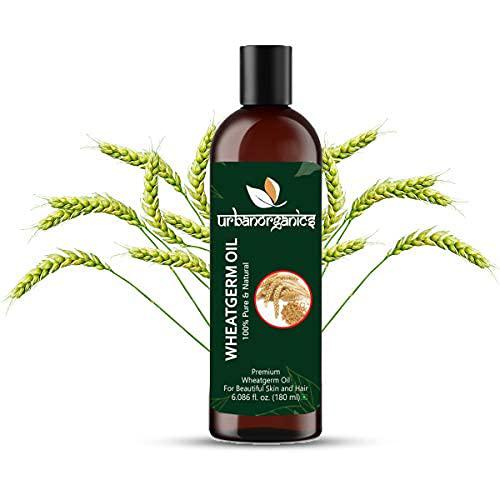 urbanorganics
WHEATGERM OIL
100% Pure & Natural
Premium
Wheatgerm Oil
For Beautiful Skin and Hair
6.086 fl. oz. (180 ml)